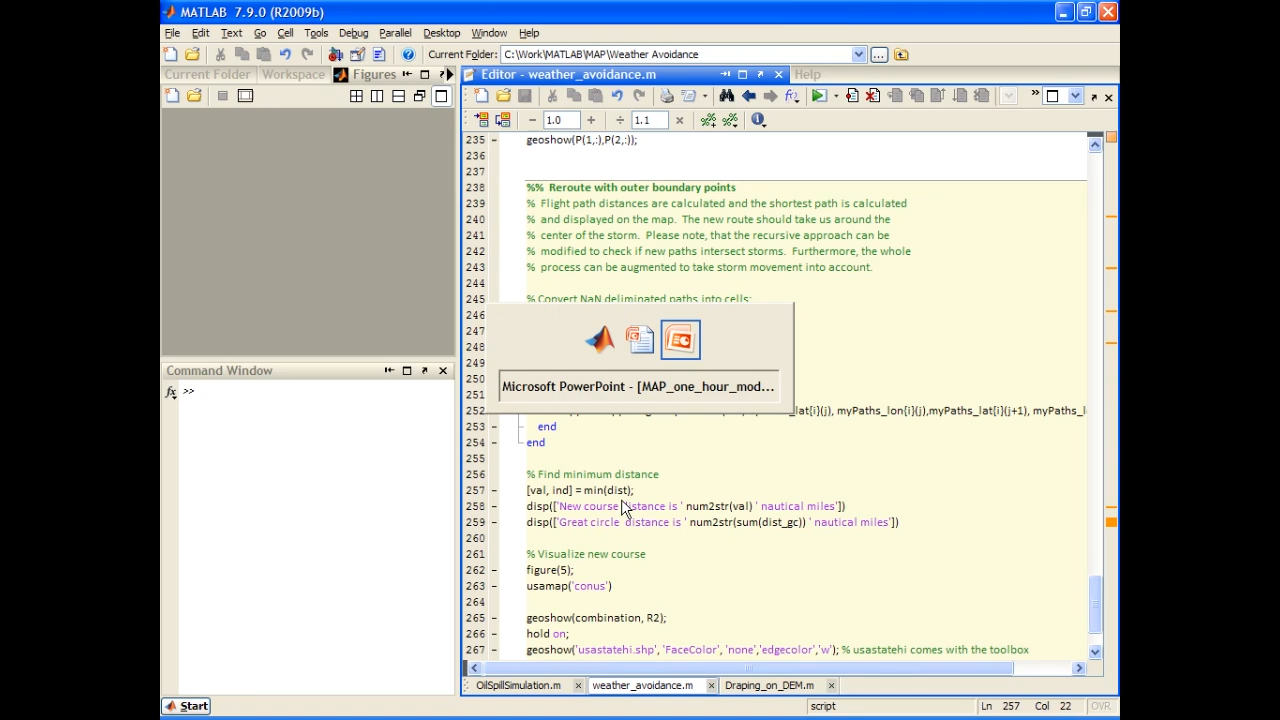 MATLAB 7.9.0 (R2009b)
File Edit Text Go Cell Tools Debug Parallel Desktop Window Help
Current Folder: C:\Work\MATLAB\MAP\Weather Avoidance
Current Folder Workspace Figures
Editor - weather_avoidance.m
Help
1.0
1.1
235 geoshow(P(1,:),P(2,:));
236
237
238 %% Reroute with outer boundary points
239 % Flight path distances are calculated and the shortest path is calculated
240 % and displayed on the map. The new route should take us around the
241 % center of the storm. Please note, that the recursive approach can be
242 % modified to check if new paths intersect storms. Furthermore, the whole
243 % process can be augmented to take storm movement into account.
244
245 % Convert NaN deliminated paths into cells:
246
247
248
249
250
251
Microsoft PowerPoint - [MAP_one_hour_mod...
252 _lat{i}(j), myPaths_lon{i}(j),myPaths_lat{i}(j+1), myPaths_l
253 end
254 end
255
256 % Find minimum distance
257 [val, ind] = min(dist);
258 disp(['New course distance is ' num2str(val) ' nautical miles'])
259 disp(['Great circle distance is ' num2str(sum(dist_gc)) ' nautical miles'])
260
261 % Visualize new course
262 figure(5);
263 usamap('conus')
264
265 geoshow(combination, R2);
266 hold on;
267 geoshow('usastatehi.shp', 'FaceColor', 'none','edgecolor','w'); % usastatehi comes with the toolbox
Command Window
fx >>
OilSpillSimulation.m weather_avoidance.m Draping_on_DEM.m
Start
script Ln 257 Col 22 OVR